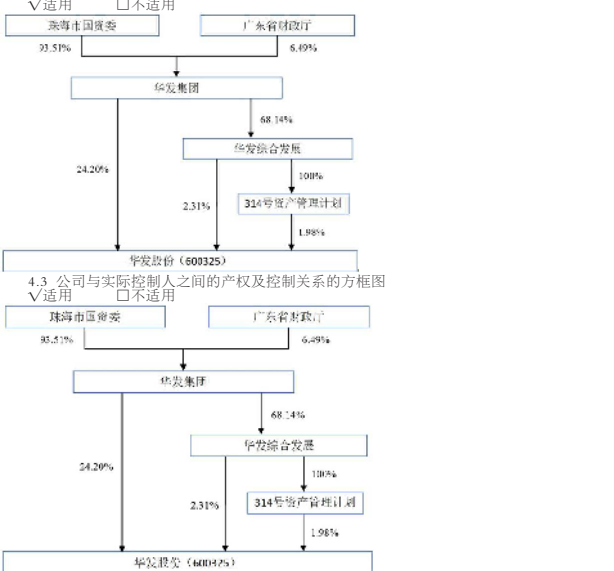 √适用 □不适用
珠海市国资委 广东省财政厅
93.51% 6.49%
华发集团
68.14%
华发综合发展
24.20%
100%
2.31%
314号资产管理计划
1.98%
华发股份（600325）
4.3 公司与实际控制人之间的产权及控制关系的方框图
√适用 □不适用
珠海市国资委 广东省财政厅
93.51% 6.49%
华发集团
68.14%
华发综合发展
24.20%
100%
2.31%
314号资产管理计划
1.98%
华发股份（600325）